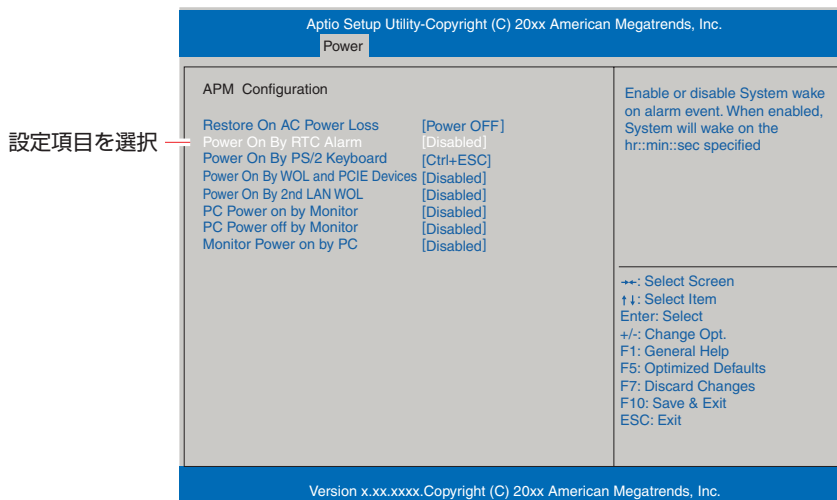 Aptio Setup Utility-Copyright (C) 20xx American Megatrends, Inc.
Power
APM Configuration
Restore On AC Power Loss [Power OFF]
Power On By RTC Alarm [Disabled]
Power On By PS/2 Keyboard [Ctrl+ESC]
Power On By WOL and PCIE Devices [Disabled]
Power On By 2nd LAN WOL [Disabled]
PC Power on by Monitor [Disabled]
PC Power off by Monitor [Disabled]
Monitor Power on by PC [Disabled]
設定項目を選択
Enable or disable System wake
on alarm event. When enabled,
System will wake on the
hr::min::sec specified
→←: Select Screen
↑↓: Select Item
Enter: Select
+/-: Change Opt.
F1: General Help
F5: Optimized Defaults
F7: Discard Changes
F10: Save & Exit
ESC: Exit
Version x.xx.xxxx.Copyright (C) 20xx American Megatrends, Inc.